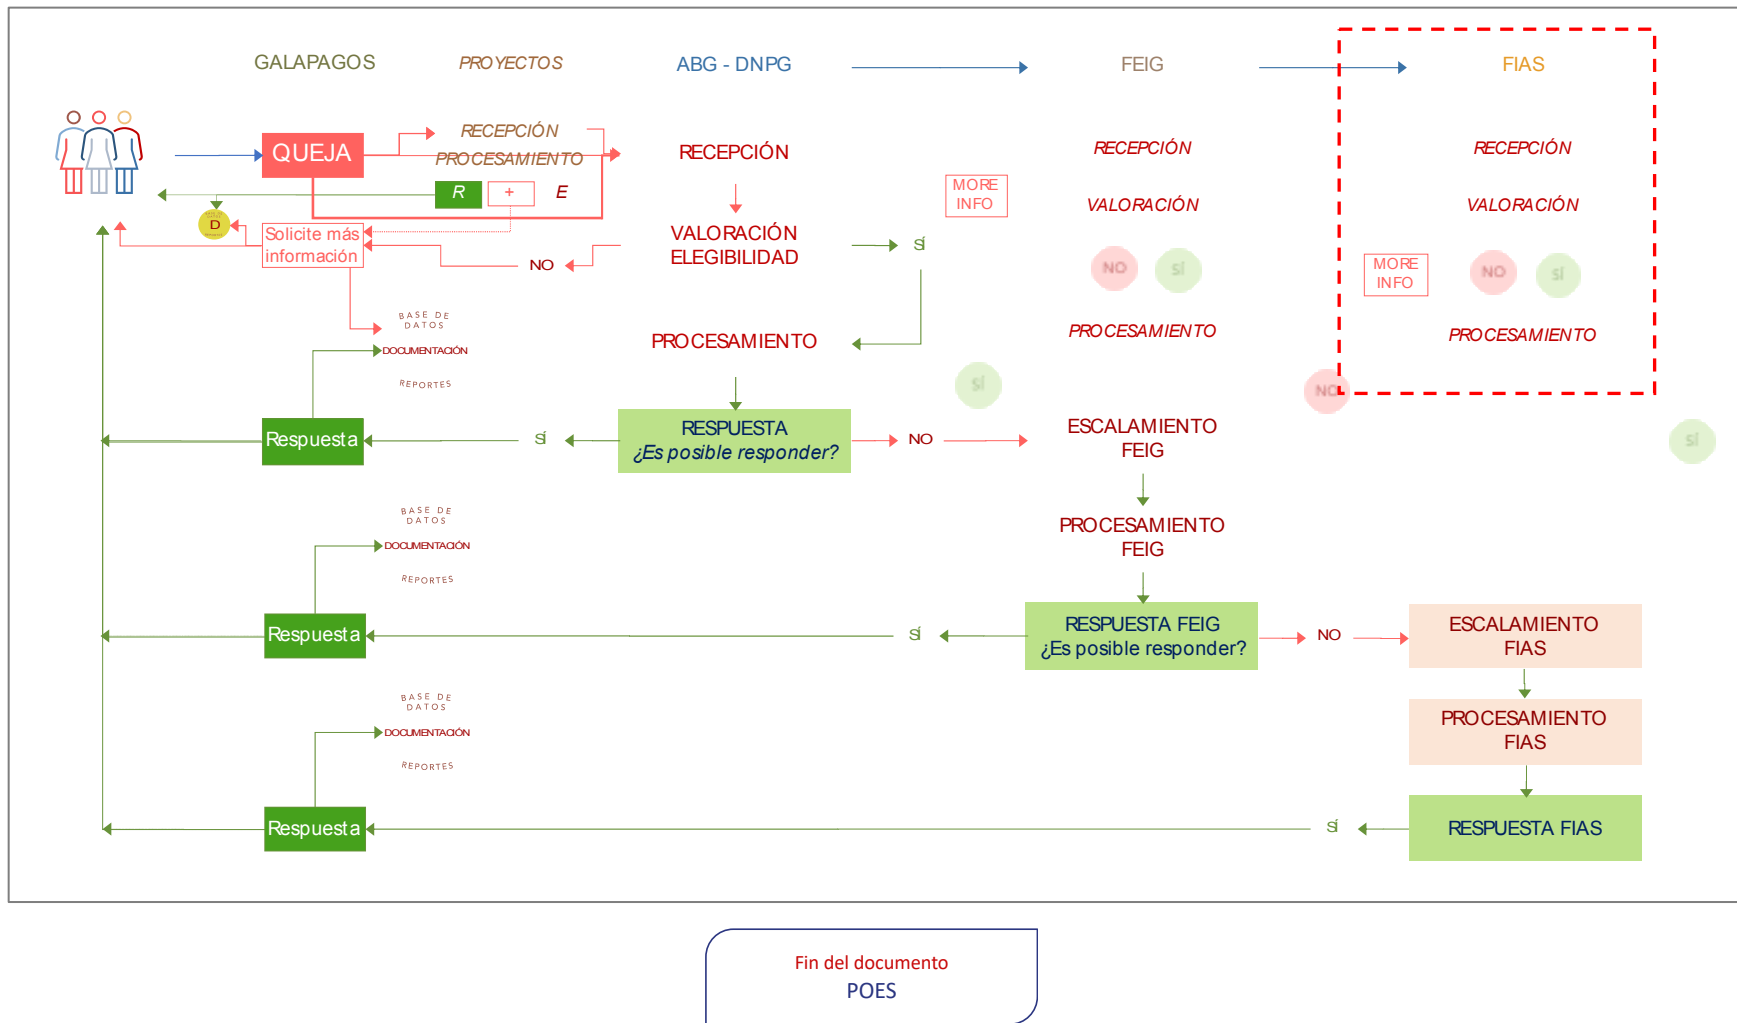 GALAPAGOS
PROYECTOS
ABG - DNPG
FEIG
FIAS
QUEJA
RECEPCIÓN
PROCESAMIENTO
R
+
E
BASE DE
DATOS
D
Solicite más
información
NO
RECEPCIÓN
VALORACIÓN
ELEGIBILIDAD
SÍ
PROCESAMIENTO
MORE
INFO
RECEPCIÓN
VALORACIÓN
NO
SÍ
PROCESAMIENTO
MORE
INFO
RECEPCIÓN
VALORACIÓN
NO
SÍ
PROCESAMIENTO
SÍ
NO
SÍ
BASE DE
DATOS
DOCUMENTACIÓN
REPORTES
Respuesta
SÍ
RESPUESTA
¿Es posible responder?
NO
ESCALAMIENTO
FEIG
PROCESAMIENTO
FEIG
BASE DE
DATOS
DOCUMENTACIÓN
REPORTES
Respuesta
SÍ
RESPUESTA FEIG
¿Es posible responder?
NO
ESCALAMIENTO
FIAS
PROCESAMIENTO
FIAS
BASE DE
DATOS
DOCUMENTACIÓN
REPORTES
Respuesta
SÍ
RESPUESTA FIAS
Fin del documento
POES